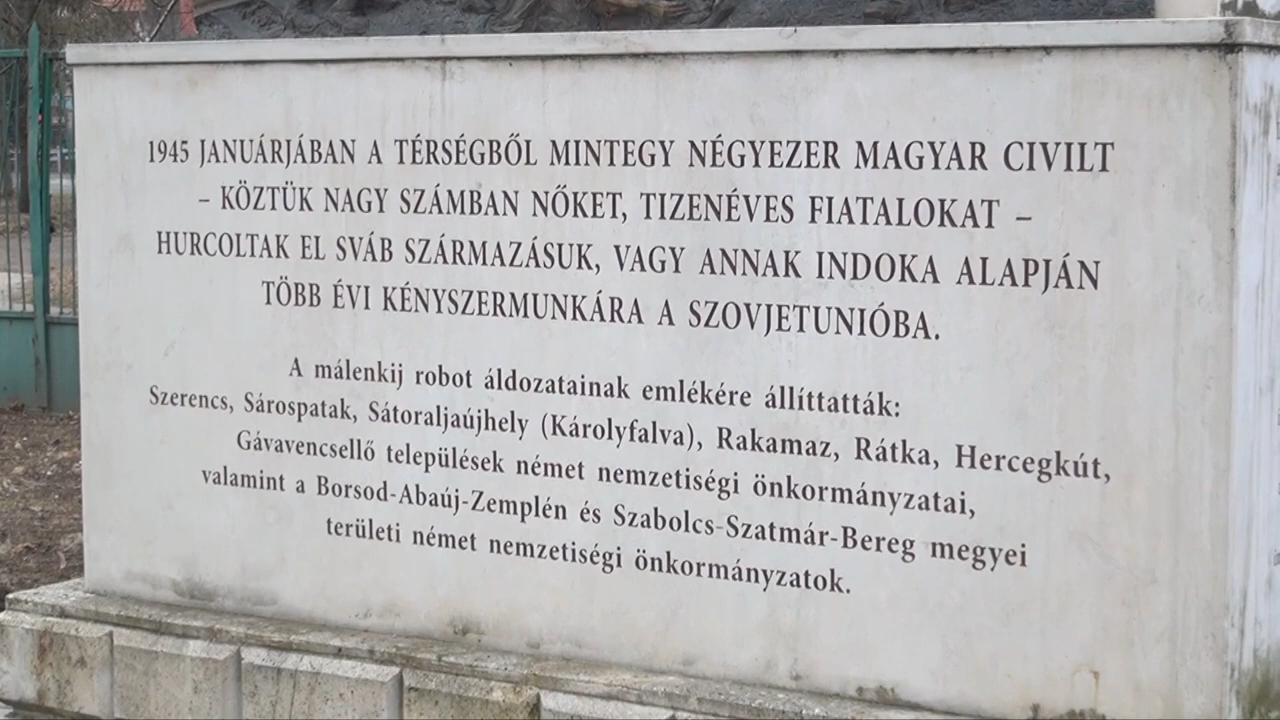 1945 JANUÁRJÁBAN A TÉRSÉGBŐL MINTEGY NÉGYEZER MAGYAR CIVILT
– KÖZTÜK NAGY SZÁMBAN NŐKET, TIZENÉVES FIATALOKAT –
HURCOLTAK EL SVÁB SZÁRMAZÁSUK, VAGY ANNAK INDOKA ALAPJÁN
TÖBB ÉVI KÉNYSZERMUNKÁRA A SZOVJETUNIÓBA.
A málenkij robot áldozatainak emlékére állíttatták:
Szerencs, Sárospatak, Sátoraljaújhely (Károlyfalva), Rakamaz, Rátka, Hercegkút,
Gávavencsellő települések német nemzetiségi önkormányzatai,
valamint a Borsod-Abaúj-Zemplén és Szabolcs-Szatmár-Bereg megyei
területi német nemzetiségi önkormányzatok.